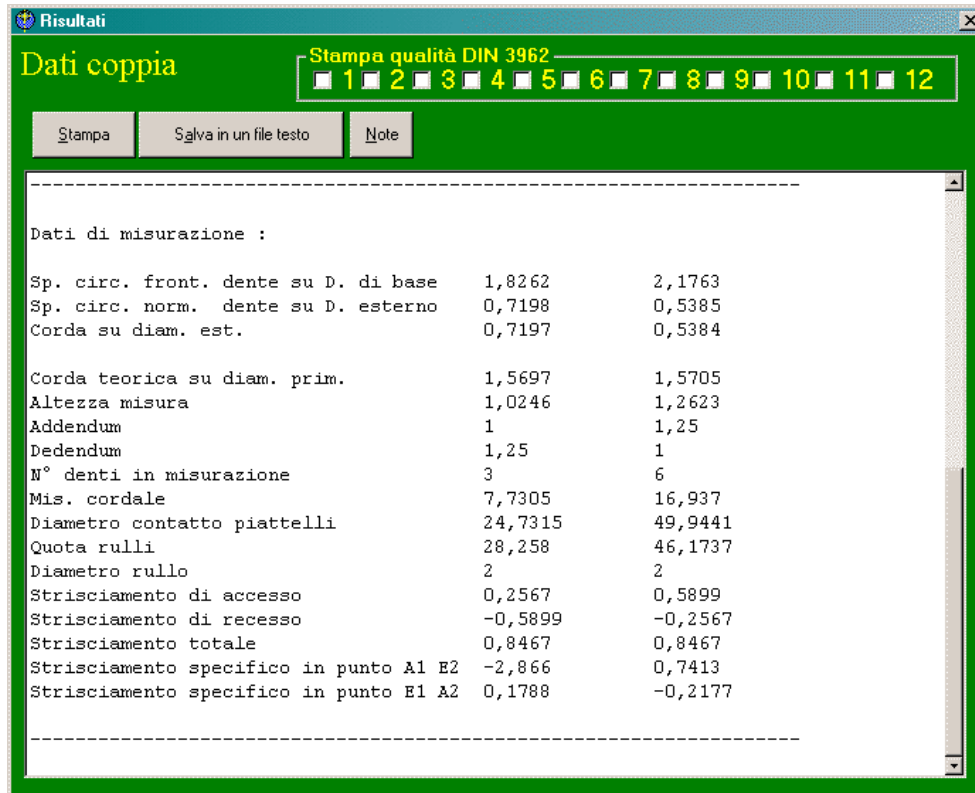 Risultati
Dati coppia
Stampa qualità DIN 3962
1 2 3 4 5 6 7 8 9 10 11 12
Stampa Salva in un file testo Note
--------------------------------------------------------------------
Dati di misurazione :
Sp. circ. front. dente su D. di base 1,8262 2,1763
Sp. circ. norm. dente su D. esterno 0,7198 0,5385
Corda su diam. est. 0,7197 0,5384
Corda teorica su diam. prim. 1,5697 1,5705
Altezza misura 1,0246 1,2623
Addendum 1 1,25
Dedendum 1,25 1
N° denti in misurazione 3 6
Mis. cordale 7,7305 16,937
Diametro contatto piattelli 24,7315 49,9441
Quota rulli 28,258 46,1737
Diametro rullo 2 2
Strisciamento di accesso 0,2567 0,5899
Strisciamento di recesso -0,5899 -0,2567
Strisciamento totale 0,8467 0,8467
Strisciamento specifico in punto A1 E2 -2,866 0,7413
Strisciamento specifico in punto E1 A2 0,1788 -0,2177
--------------------------------------------------------------------